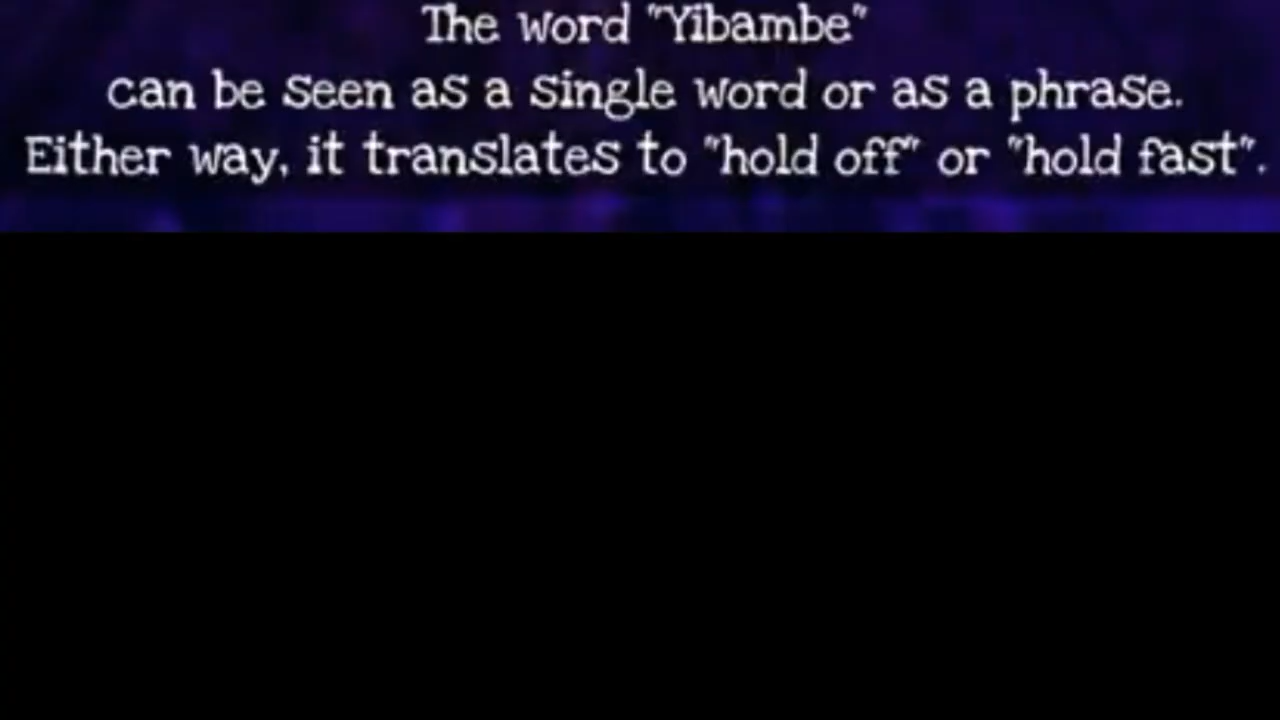 The word "Yibambe"
can be seen as a single word or as a phrase.
Either way, it translates to "hold off" or "hold fast".